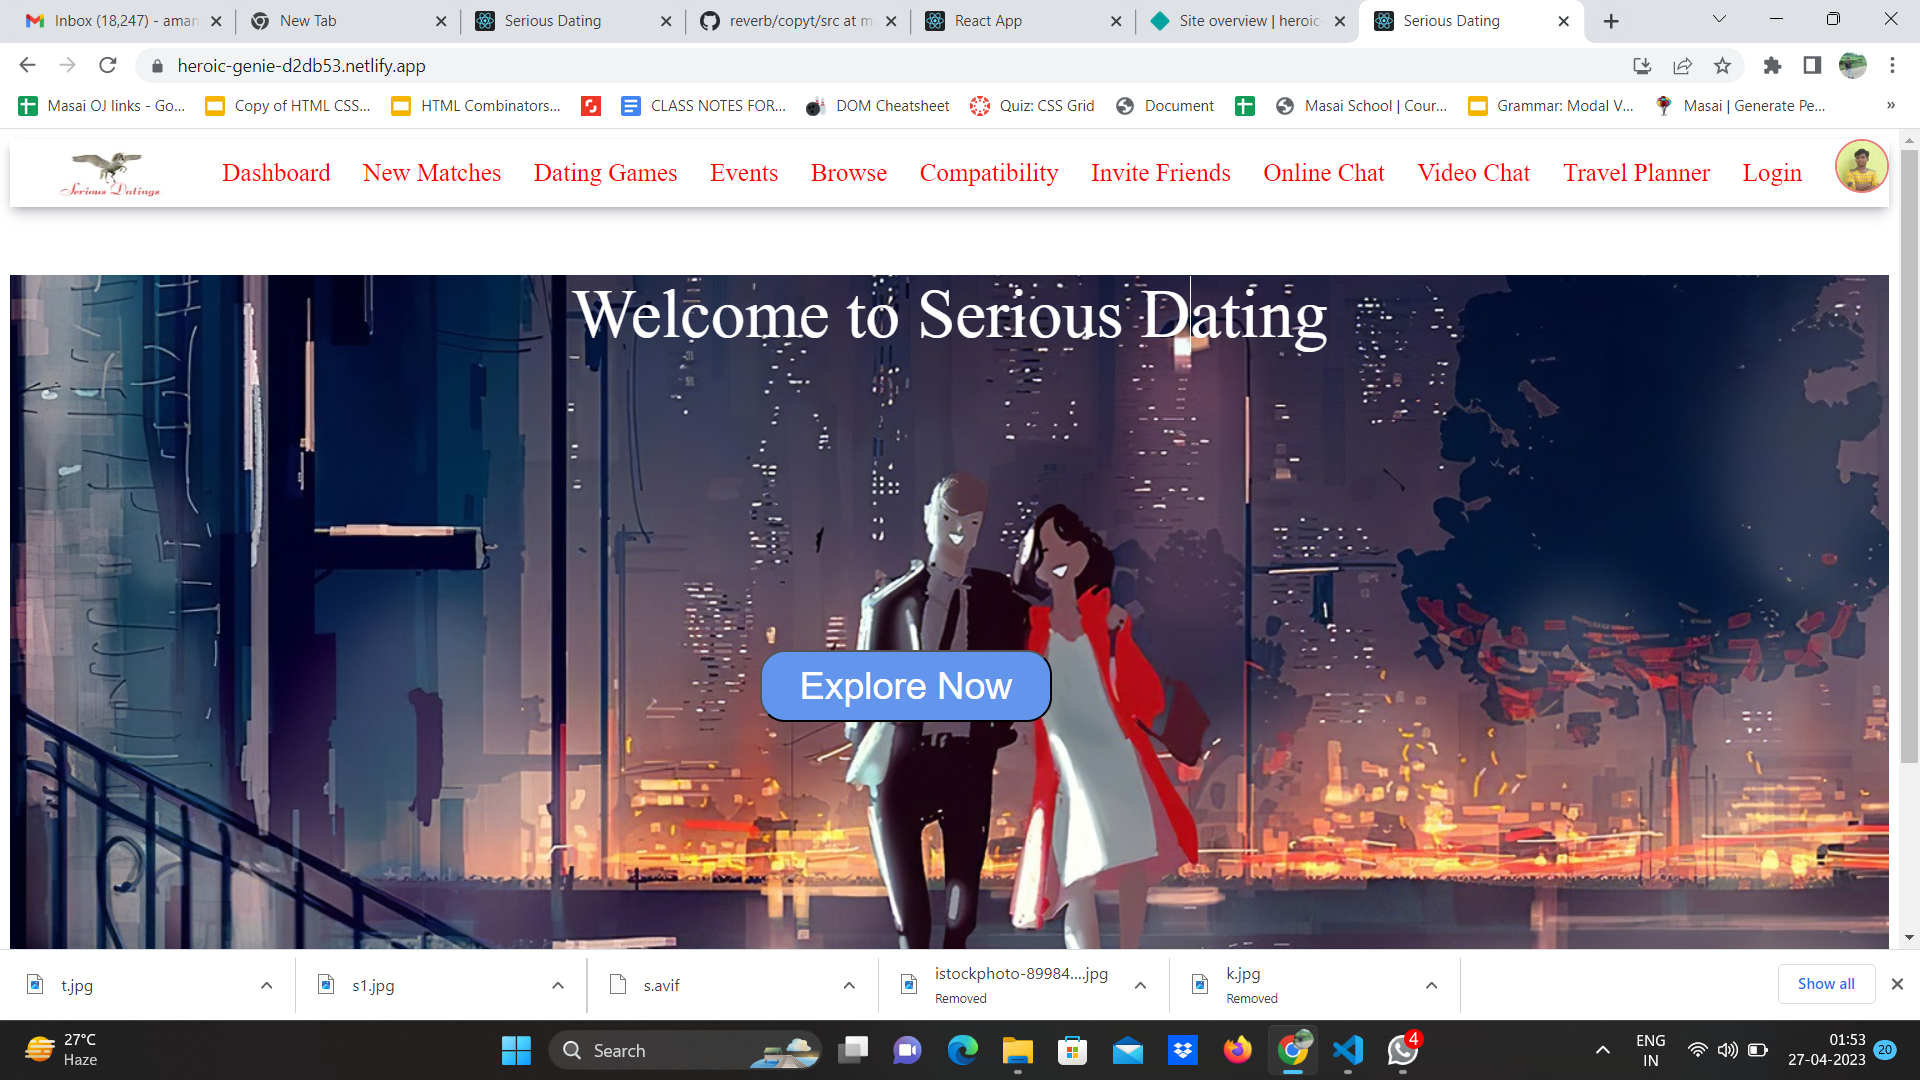 Inbox (18,247) - aman
New Tab
Serious Dating
reverb/copyt/src at m
React App
Site overview | heroic-
Serious Dating
heroic-genie-d2db53.netlify.app
Masai OJ links - Go...
Copy of HTML CSS...
HTML Combinators...
CLASS NOTES FOR...
DOM Cheatsheet
Quiz: CSS Grid
Document
Masai School | Cour...
Grammar: Modal V...
Masai | Generate Pe...
»
Serious Datings
Dashboard
New Matches
Dating Games
Events
Browse
Compatibility
Invite Friends
Online Chat
Video Chat
Travel Planner
Login
Welcome to Serious Dating
Explore Now
t.jpg
s1.jpg
s.avif
istockphoto-89984....jpg
Removed
k.jpg
Removed
Show all
27°C
Haze
Search
4
ENG
IN
01:53
27-04-2023
20